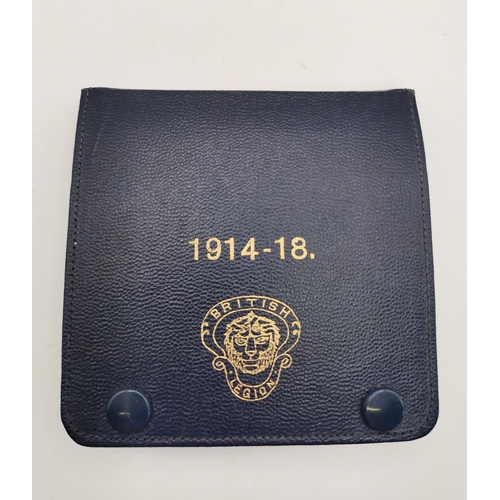 1914-18.
BRITISH
LEGION